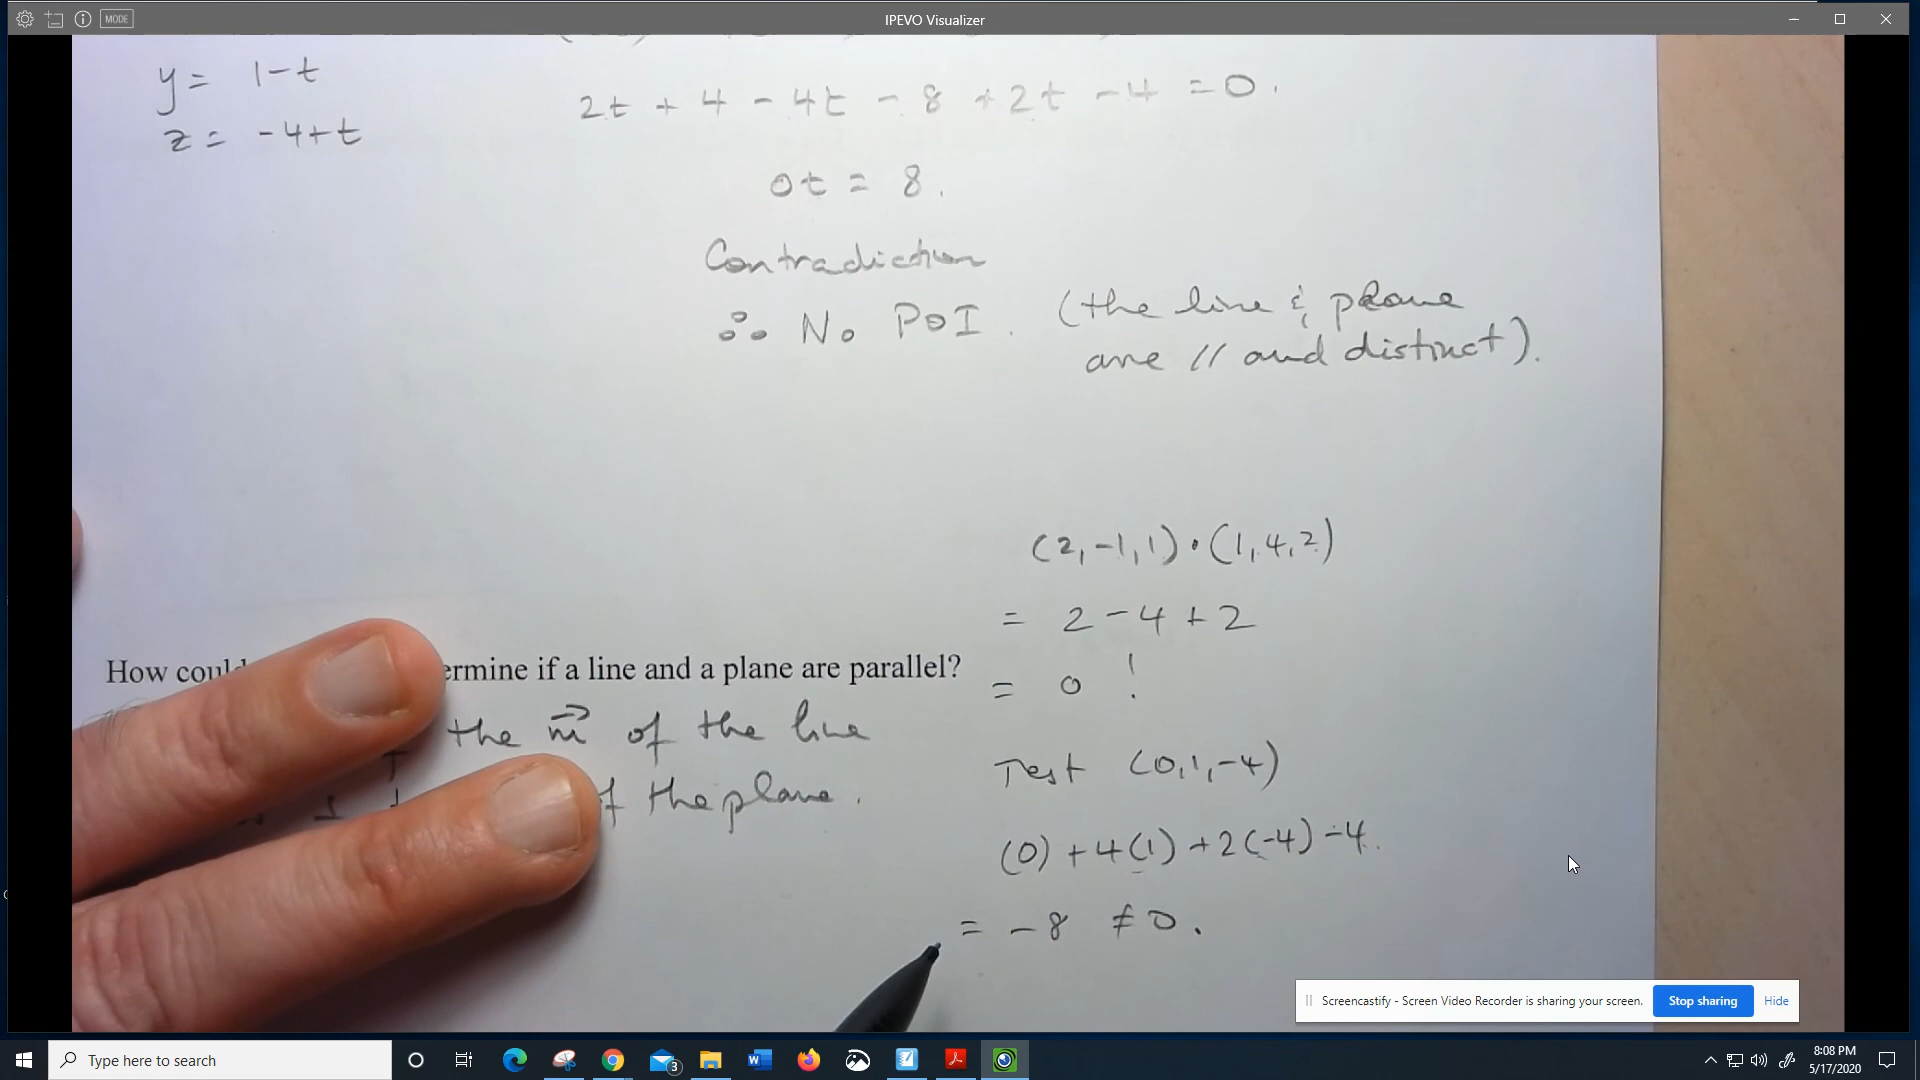 MODE
IPEVO Visualizer
y = 1-t
z = -4+t
2t + 4 - 4t - 8 + 2t - 4 = 0.
0t = 8.
Contradiction
∴ No POI. (the line & plane
are // and distinct).
(2,-1,1)•(1,4,2)
= 2 - 4 + 2
= 0 !
How could ermine if a line and a plane are parallel?
the m⃗ of the line
is ⊥ of the plane.
Test (0,1,-4)
(0) + 4(1) + 2(-4) - 4.
= -8 ≠ 0.
Screencastify - Screen Video Recorder is sharing your screen.
Stop sharing
Hide
Type here to search
3
8:08 PM
5/17/2020